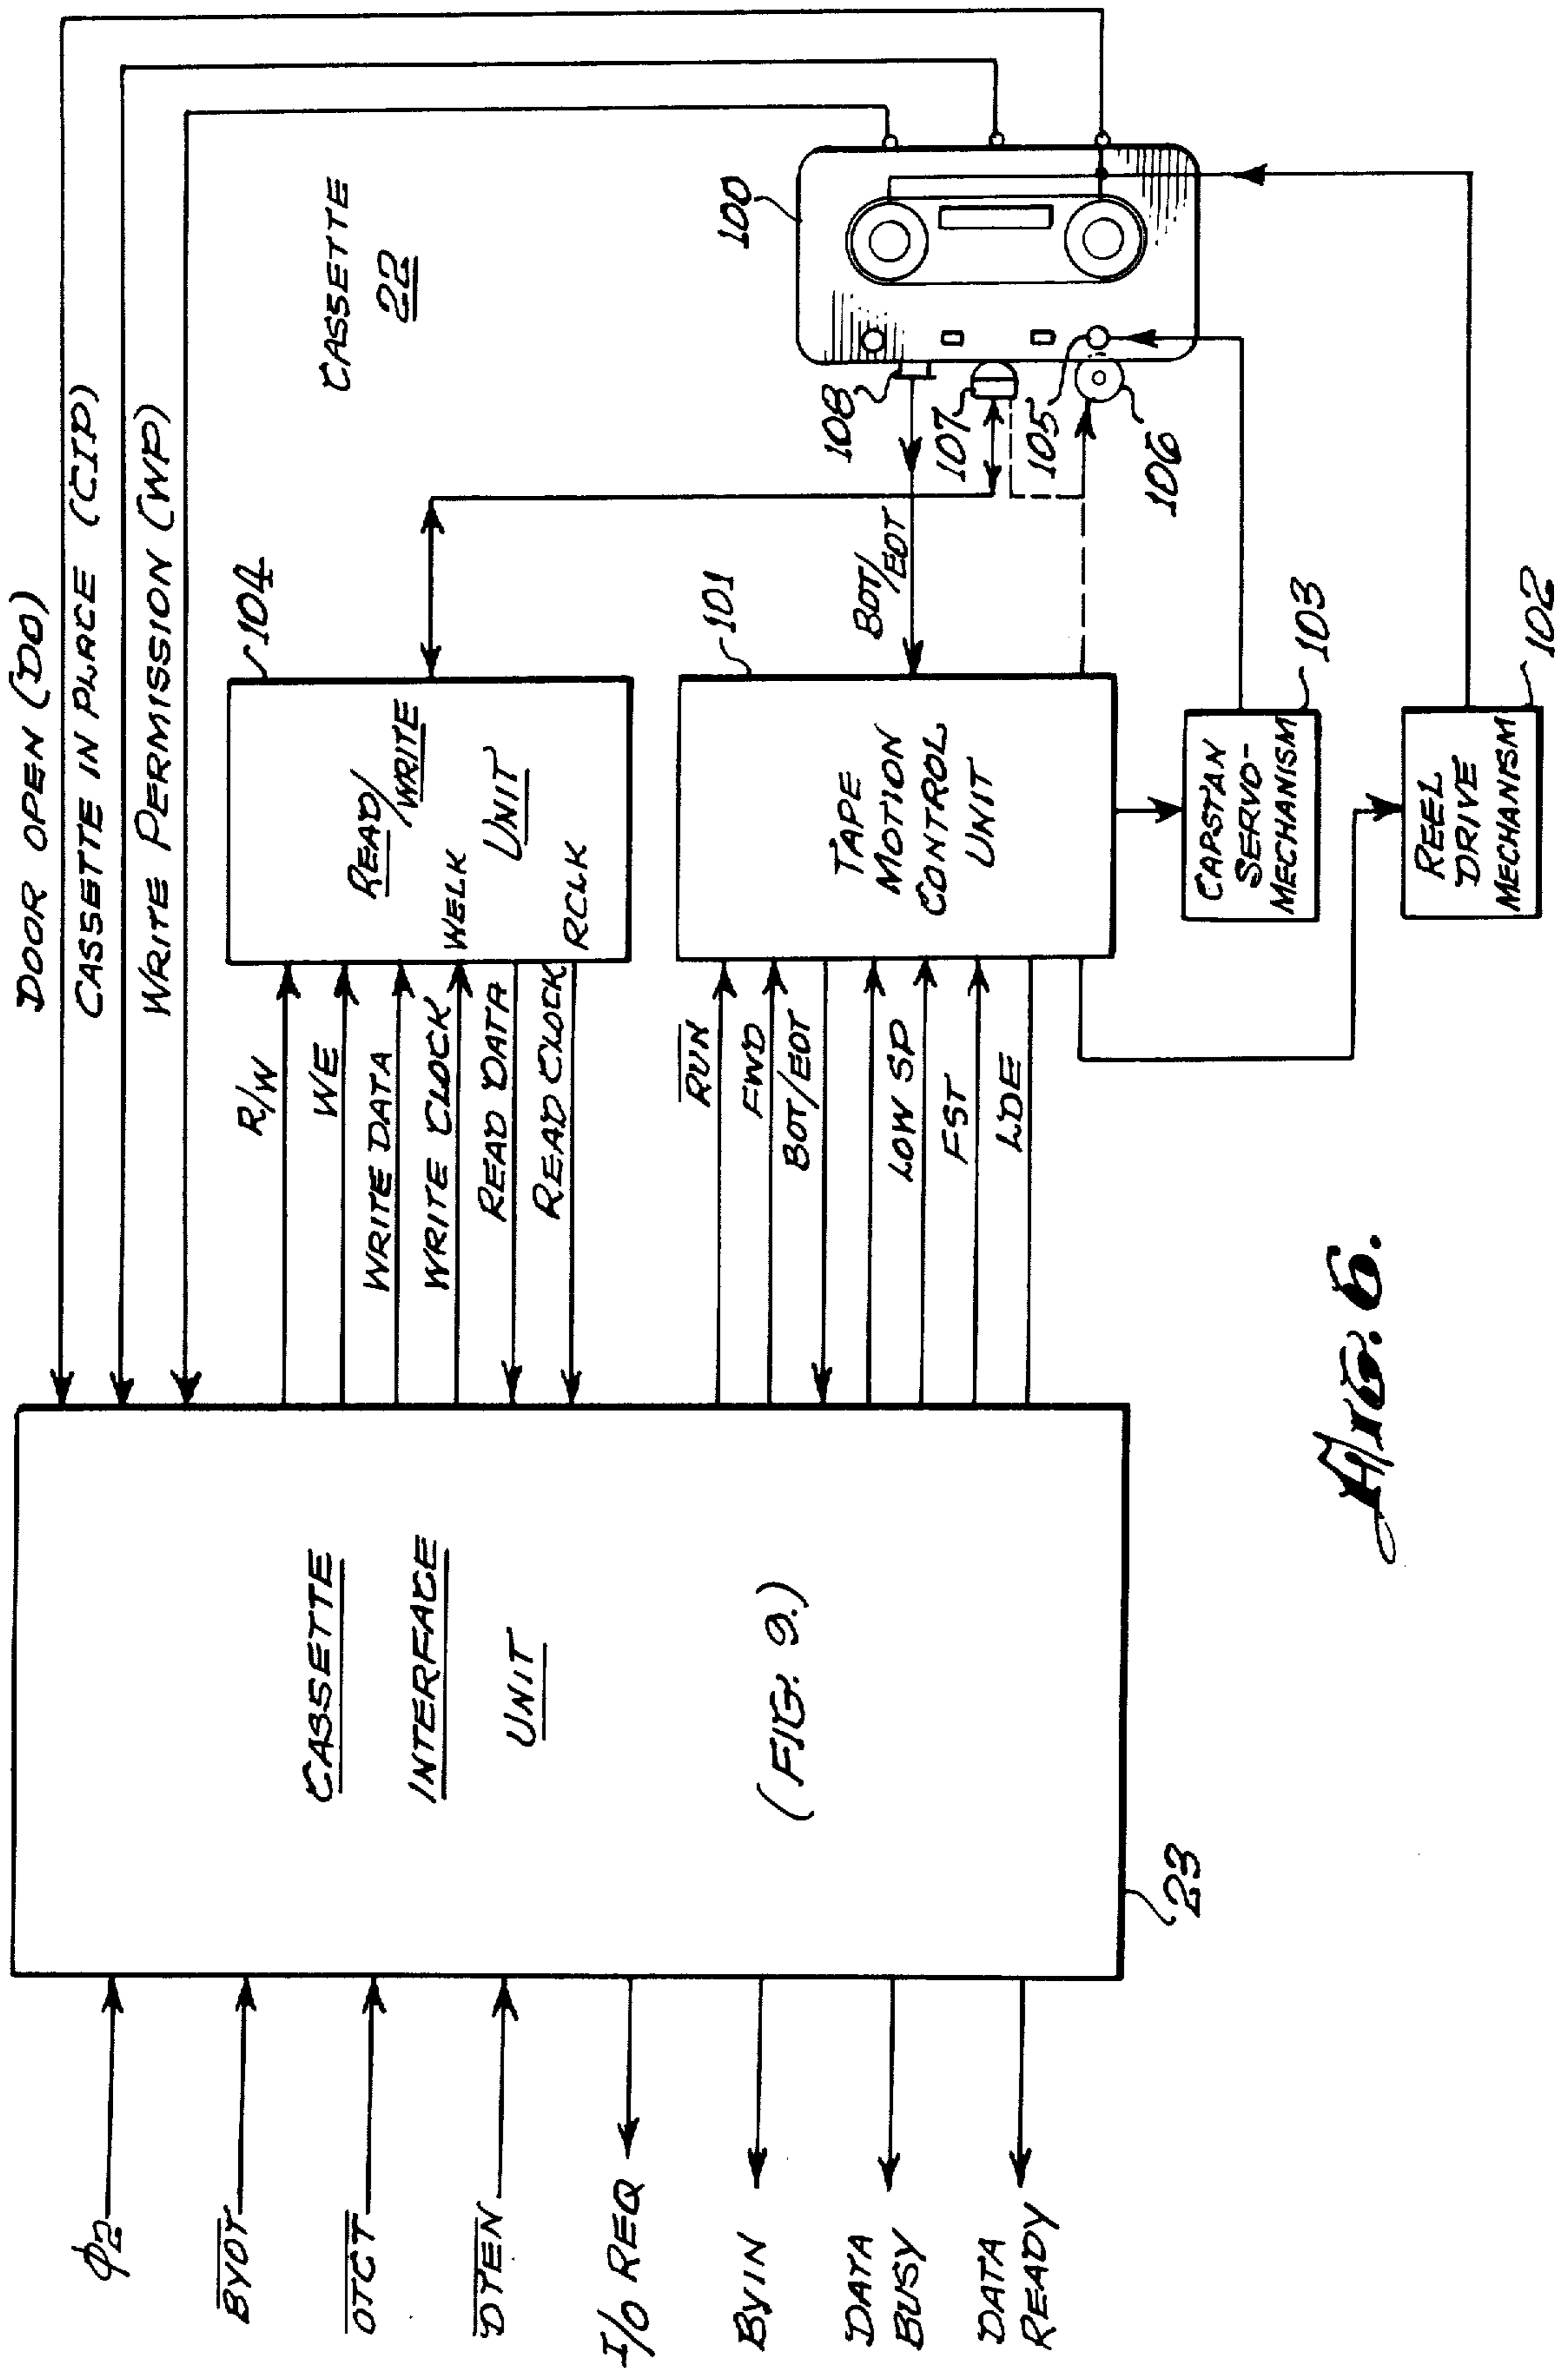 DOOR OPEN (DO)
CASSETTE IN PLACE (CIP)
WRITE PERMISSION (WP)
CASSETTE
22
100
104
READ/WRITE
UNIT
WELK
RCLK
R/W
WE
WRITE DATA
WRITE CLOCK
READ DATA
READ CLOCK
108
107
105
106
BOT/EOT
101
TAPE
MOTION
CONTROL
UNIT
RUN
FWD
BOT/EOT
LOW SP
FST
LDE
CAPSTAN
SERVO-
MECHANISM
103
REEL
DRIVE
MECHANISM
102
CASSETTE
INTERFACE
UNIT
(FIG. 9.)
23
φ2
BYOT
OTCT
DTEN
I/O REQ
BYIN
DATA
BUSY
DATA
READY
FIG. 6.